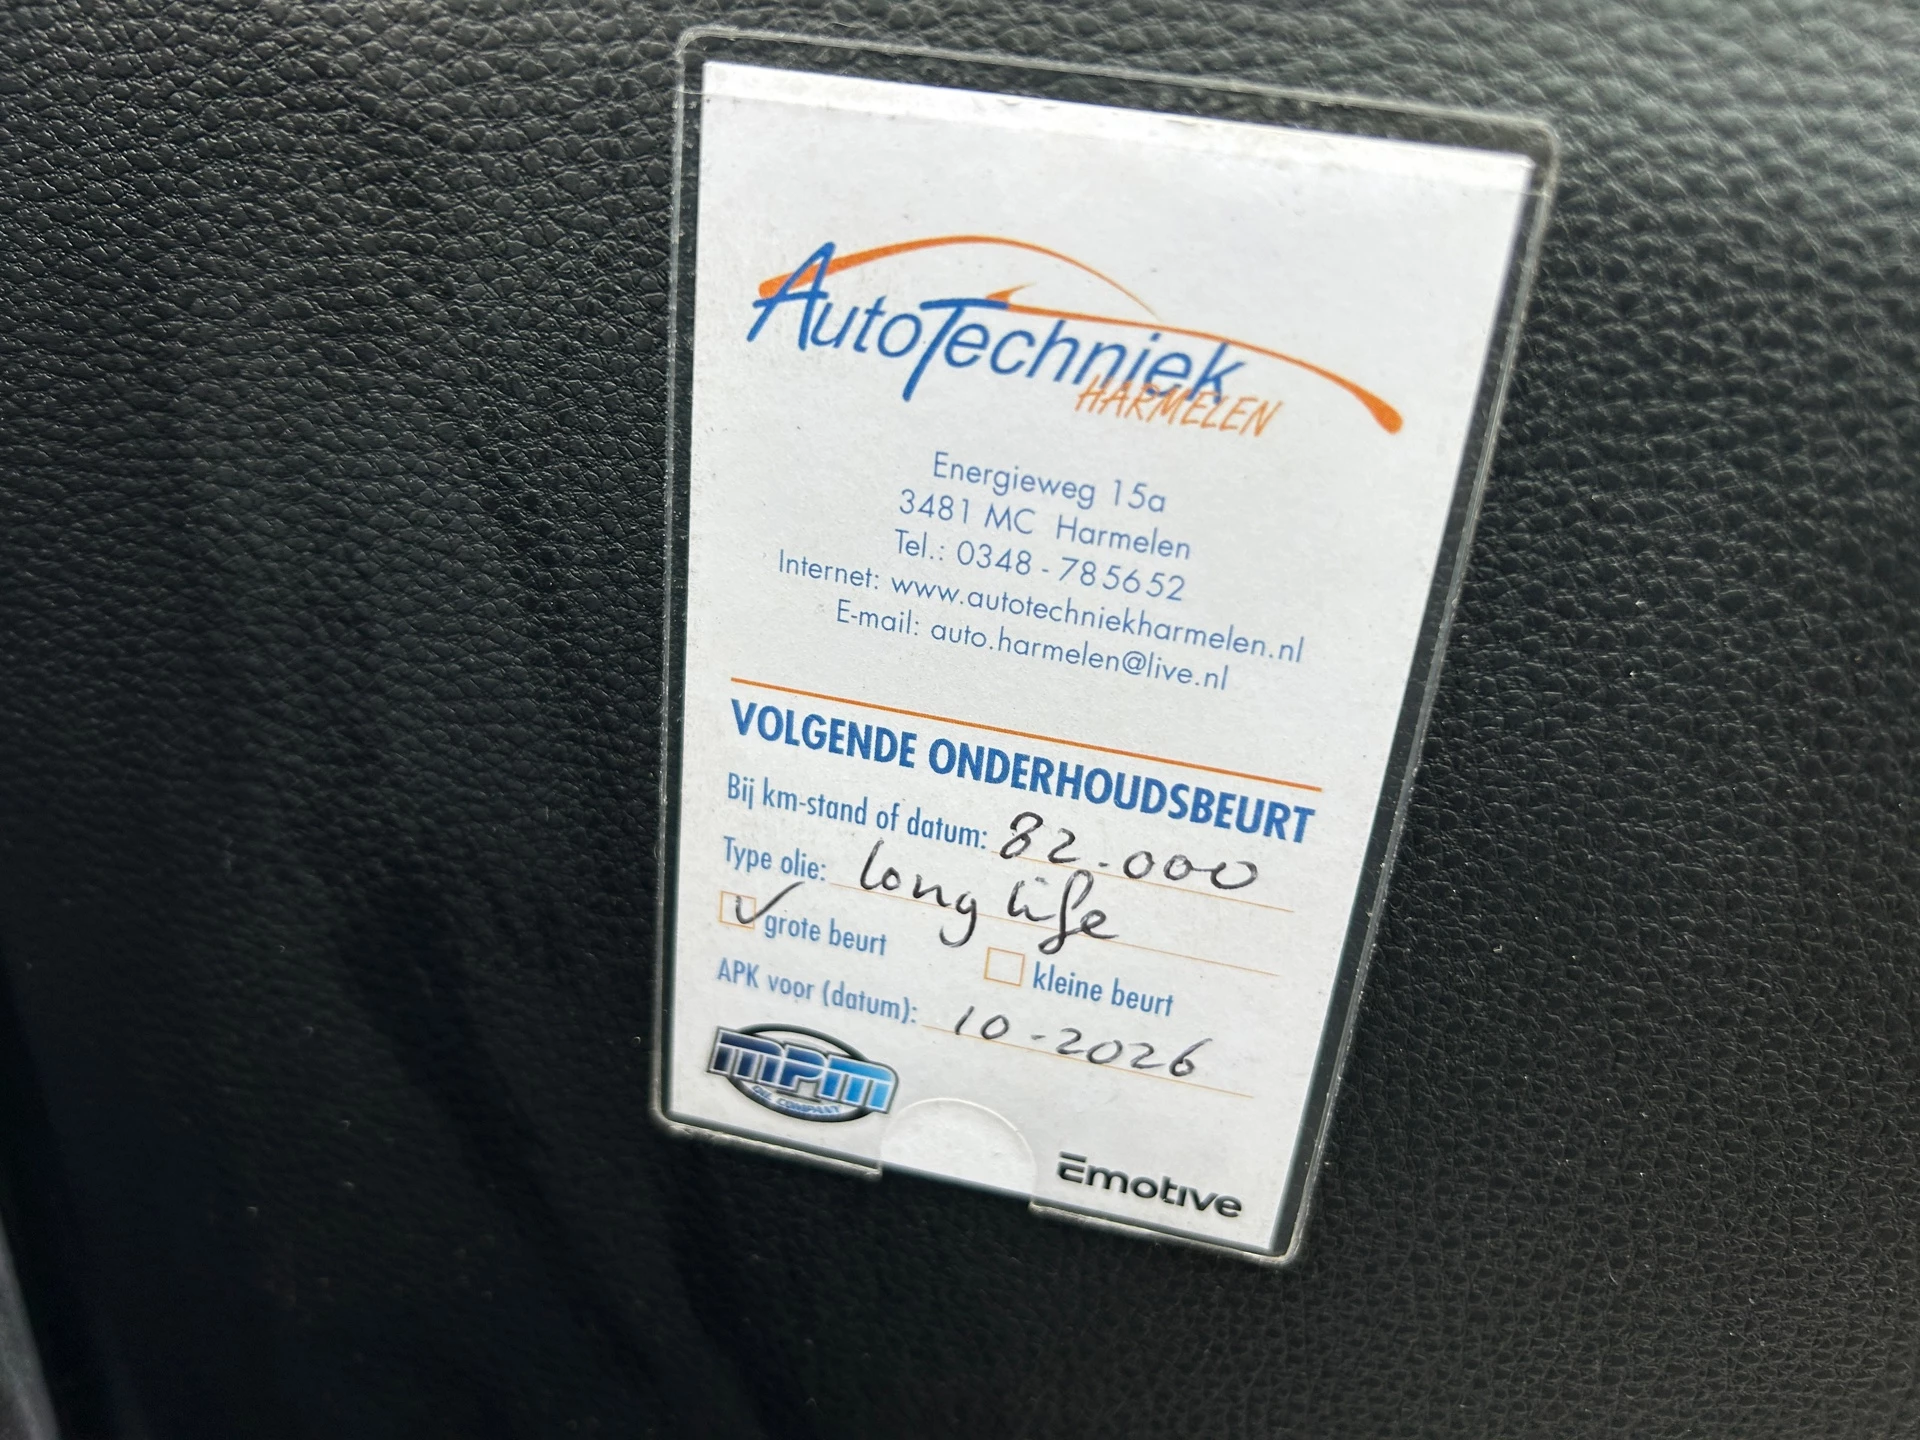 AutoTechniek
HARMELEN
Energieweg 15a
3481 MC Harmelen
Tel.: 0348 - 785652
Internet: www.autotechniekharmelen.nl
E-mail: auto.harmelen@live.nl
VOLGENDE ONDERHOUDSBEURT
Bij km-stand of datum: 82.000
Type olie: long life
grote beurt kleine beurt
APK voor (datum): 10-2026
MPM
OIL COMPANY
Emotive